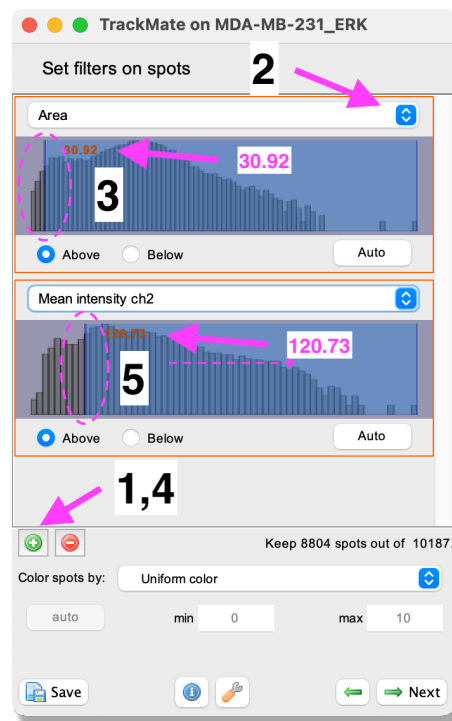 TrackMate on MDA-MB-231_ERK
Set filters on spots
2
Area
30.92
30.92
3
Above Below Auto
Mean intensity ch2
120.73
120.73
5
Above Below Auto
1,4
Keep 8804 spots out of 10187.
Color spots by: Uniform color
auto min 0 max 10
Save Next